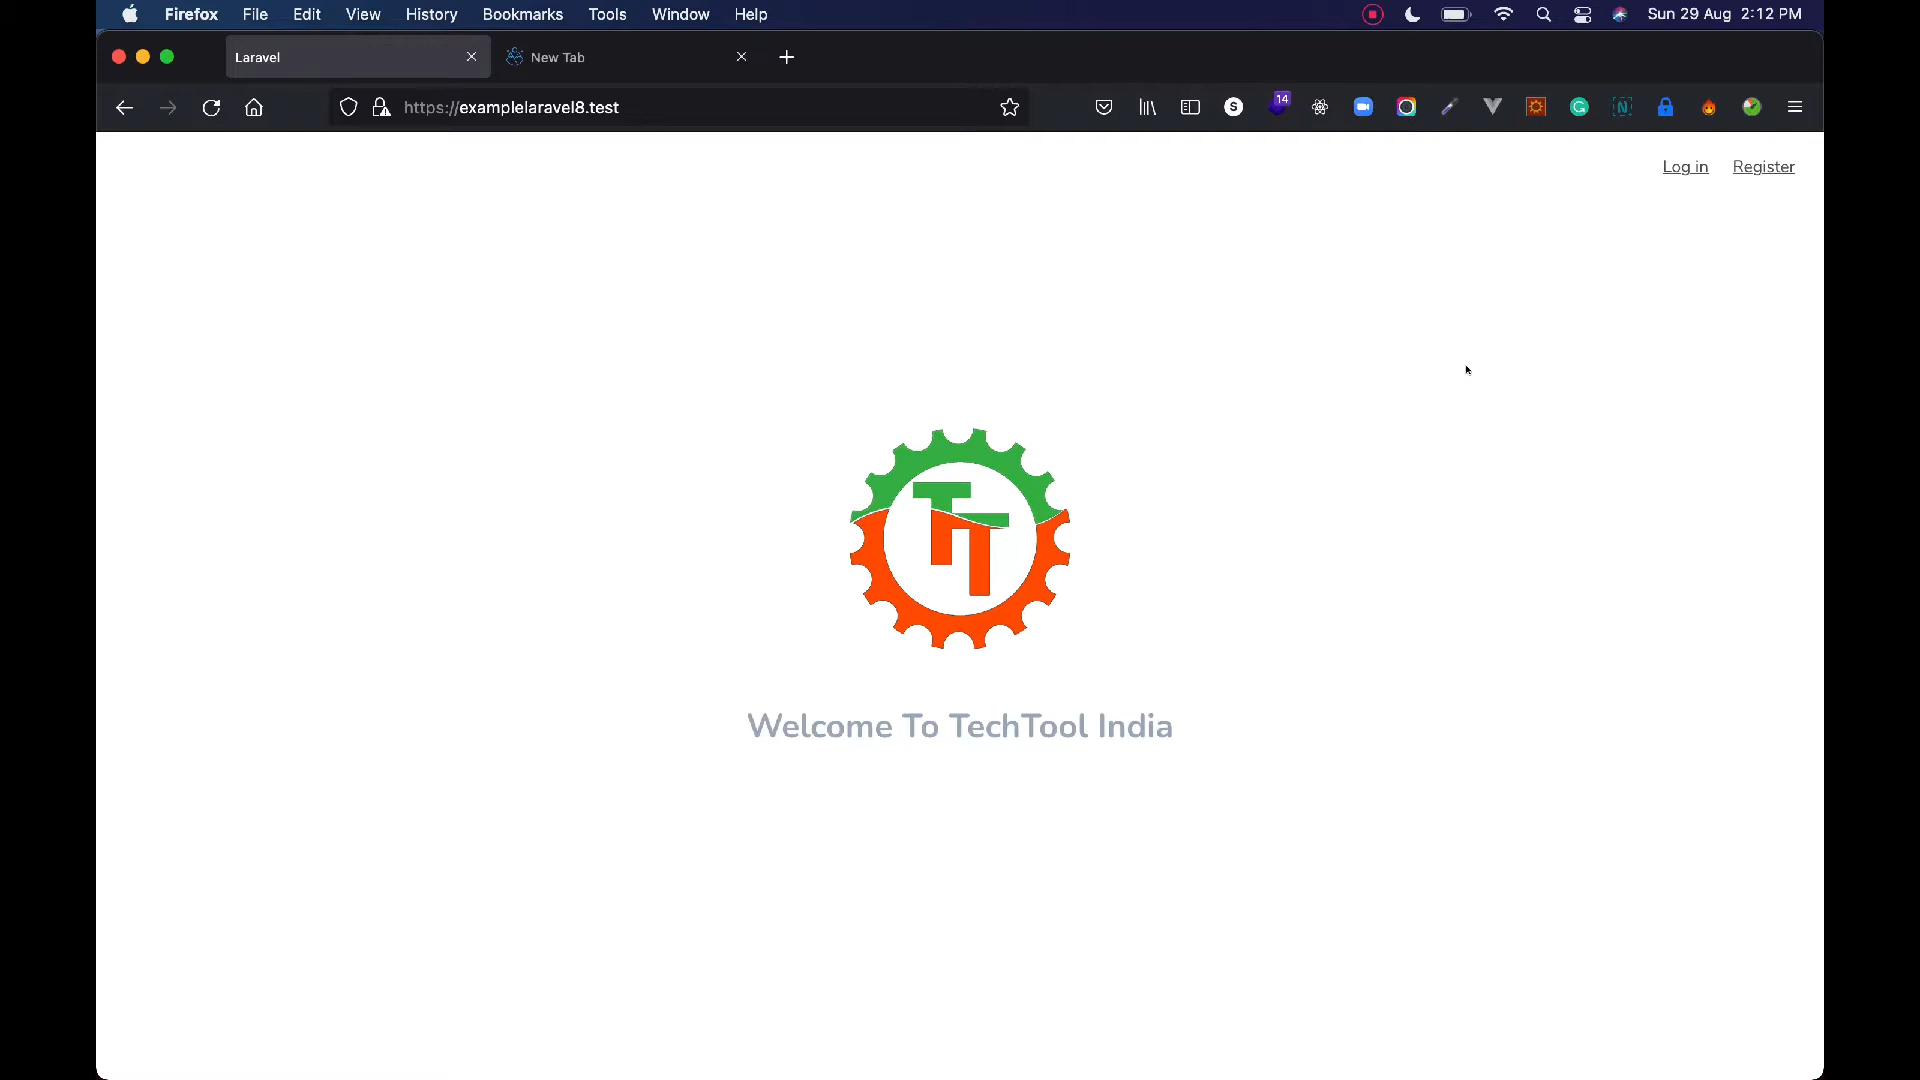 Firefox File Edit View History Bookmarks Tools Window Help Sun 29 Aug 2:12 PM
Laravel New Tab
https://examplelaravel8.test S 14 G N
Log in Register
TT
Welcome To TechTool India